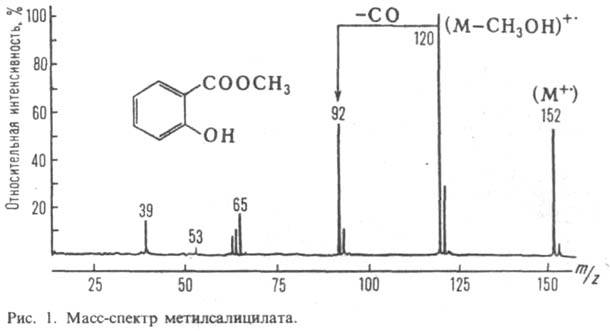 Относительная интенсивность, %
100
80
60
40
20
–CO
120
(M–CH₃OH)⁺·
COOCH₃
OH
92
(M⁺·)
152
39
53
65
25
50
75
100
125
150
m/z
Рис. 1. Масс-спектр метилсалицилата.